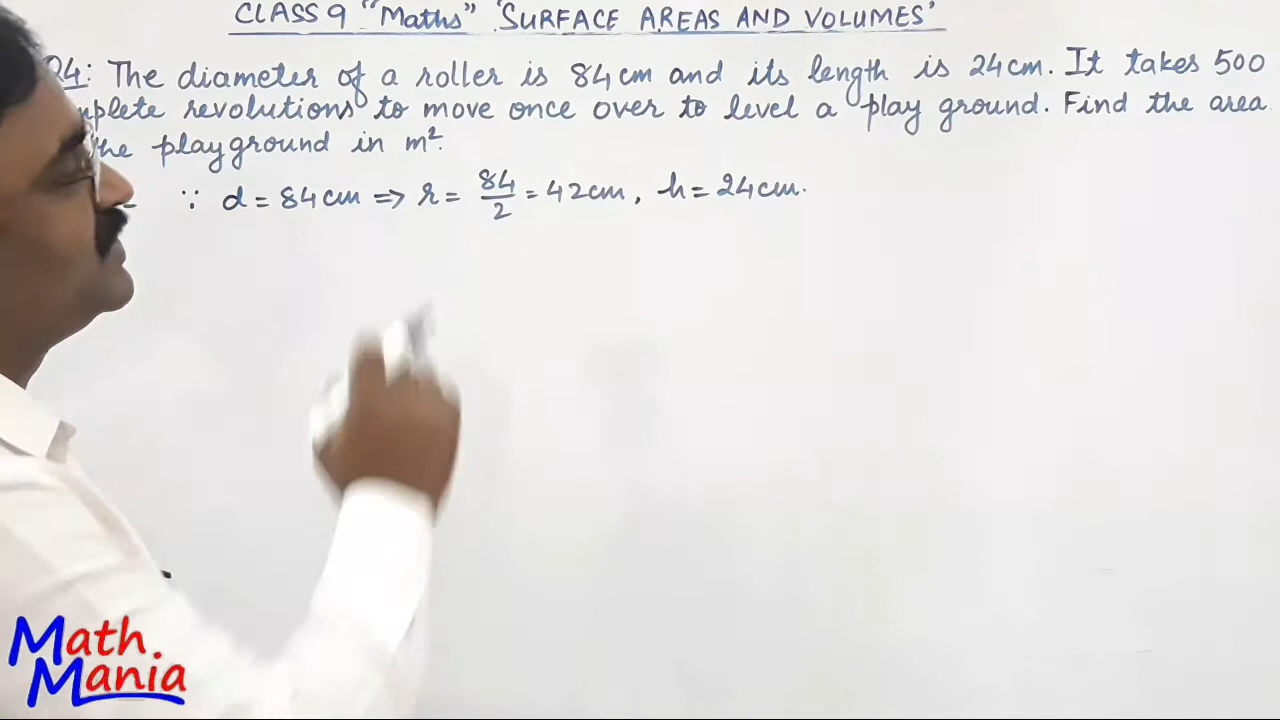 CLASS 9 "Maths" 'SURFACE AREAS AND VOLUMES'
Q4: The diameter of a roller is 84 cm and its length is 24 cm. It takes 500
revolutions to move once over to level a play ground. Find the area
the playground in m².
∵ d = 84 cm ⇒ r = 84/2 = 42 cm, h = 24 cm.
Math
Mania